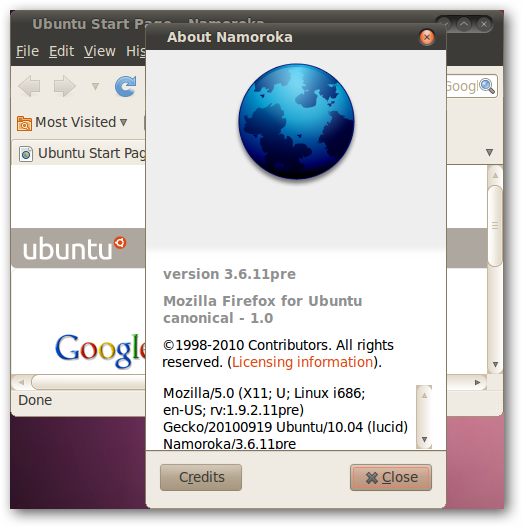 Ubuntu Start Page - Namoroka
About Namoroka
File Edit View His
Googl
Most Visited
Ubuntu Start Pag
ubuntu
Google
version 3.6.11pre
Mozilla Firefox for Ubuntu
canonical - 1.0
©1998-2010 Contributors. All rights
reserved. (Licensing information).
Mozilla/5.0 (X11; U; Linux i686;
en-US; rv:1.9.2.11pre)
Gecko/20100919 Ubuntu/10.04 (lucid)
Namoroka/3.6.11pre
Done
Credits
Close